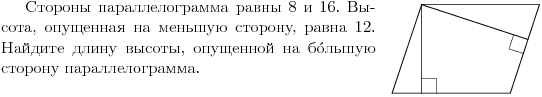 Стороны параллелограмма равны 8 и 16. Вы-
сота, опущенная на меньшую сторону, равна 12.
Найдите длину высоты, опущенной на бо́льшую
сторону параллелограмма.